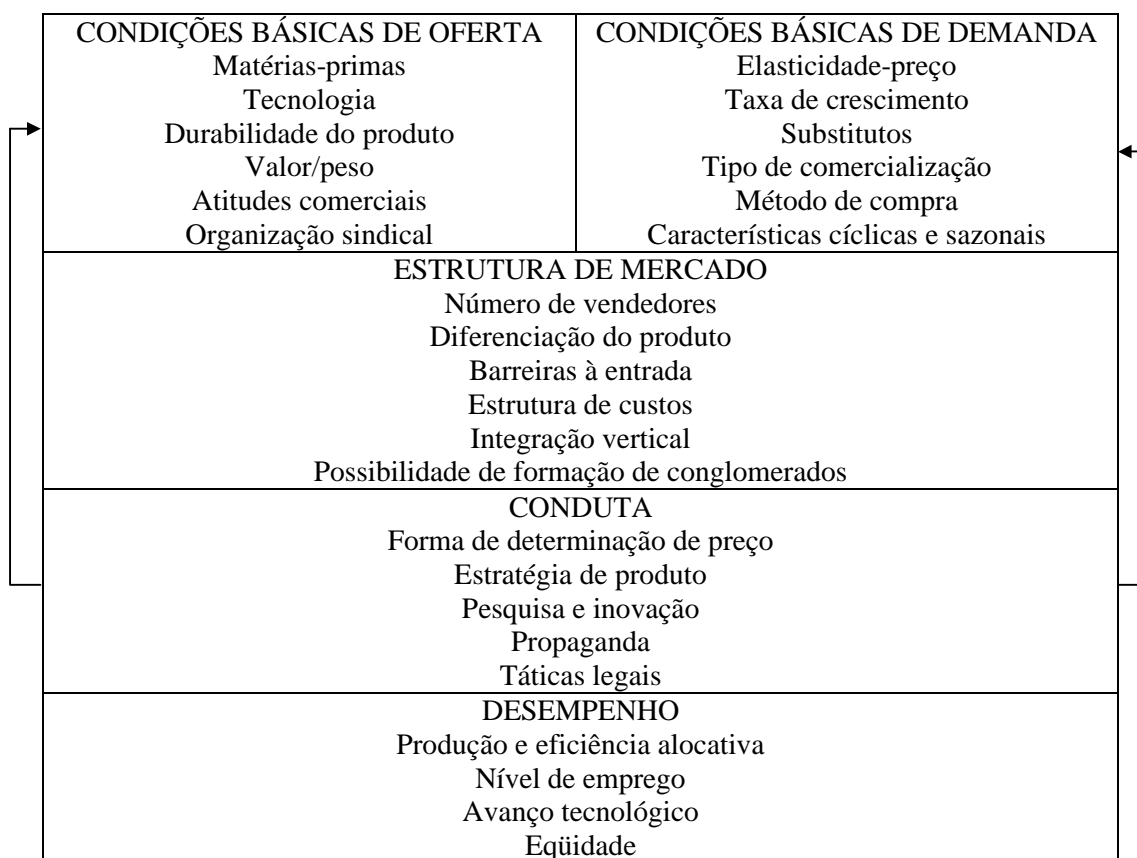 CONDIÇÕES BÁSICAS DE OFERTA
Matérias-primas
Tecnologia
Durabilidade do produto
Valor/peso
Atitudes comerciais
Organização sindical
CONDIÇÕES BÁSICAS DE DEMANDA
Elasticidade-preço
Taxa de crescimento
Substitutos
Tipo de comercialização
Método de compra
Características cíclicas e sazonais
ESTRUTURA DE MERCADO
Número de vendedores
Diferenciação do produto
Barreiras à entrada
Estrutura de custos
Integração vertical
Possibilidade de formação de conglomerados
CONDUTA
Forma de determinação de preço
Estratégia de produto
Pesquisa e inovação
Propaganda
Táticas legais
DESEMPENHO
Produção e eficiência alocativa
Nível de emprego
Avanço tecnológico
Eqüidade